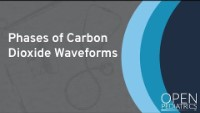 Phases of Carbon
Dioxide Waveforms
OPEN
PEDIATRICS